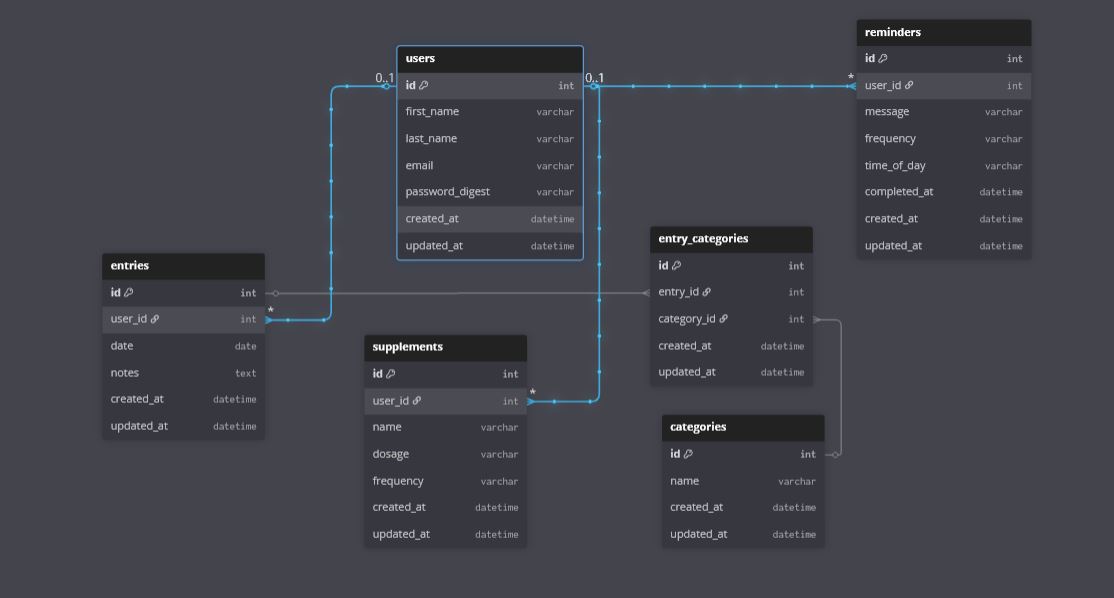 users
0..1
id int
0..1
first_name varchar
last_name varchar
email varchar
password_digest varchar
created_at datetime
updated_at datetime
reminders
id int
* user_id int
message varchar
frequency varchar
time_of_day varchar
completed_at datetime
created_at datetime
updated_at datetime
entries
id int
user_id int *
date date
notes text
created_at datetime
updated_at datetime
supplements
id int
user_id int *
name varchar
dosage varchar
frequency varchar
created_at datetime
updated_at datetime
entry_categories
id int
entry_id int
category_id int
created_at datetime
updated_at datetime
categories
id int
name varchar
created_at datetime
updated_at datetime